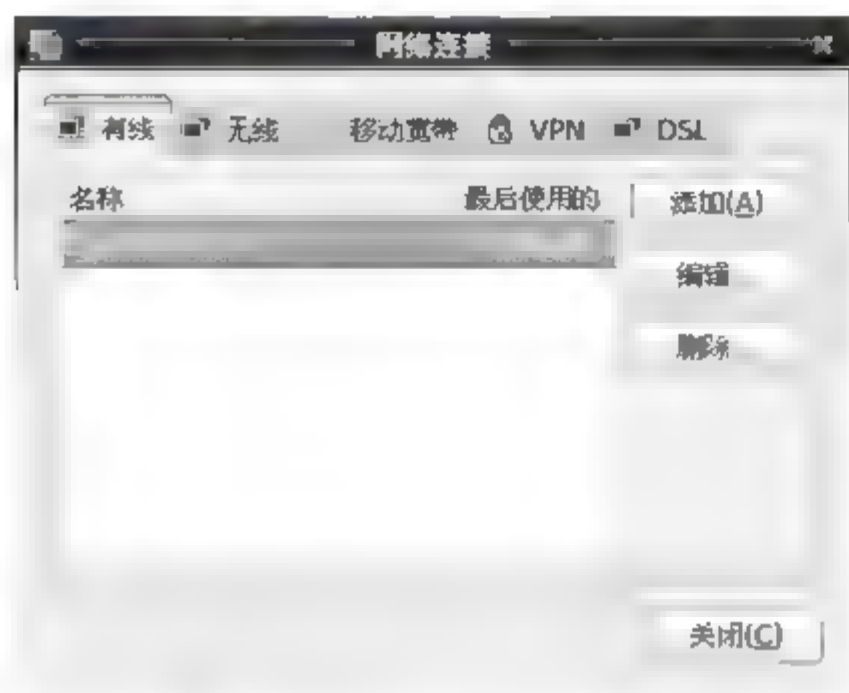 网络连接
有线 无线 移动宽带 VPN DSL
名称 最后使用的 添加(A)
编辑
删除
关闭(C)